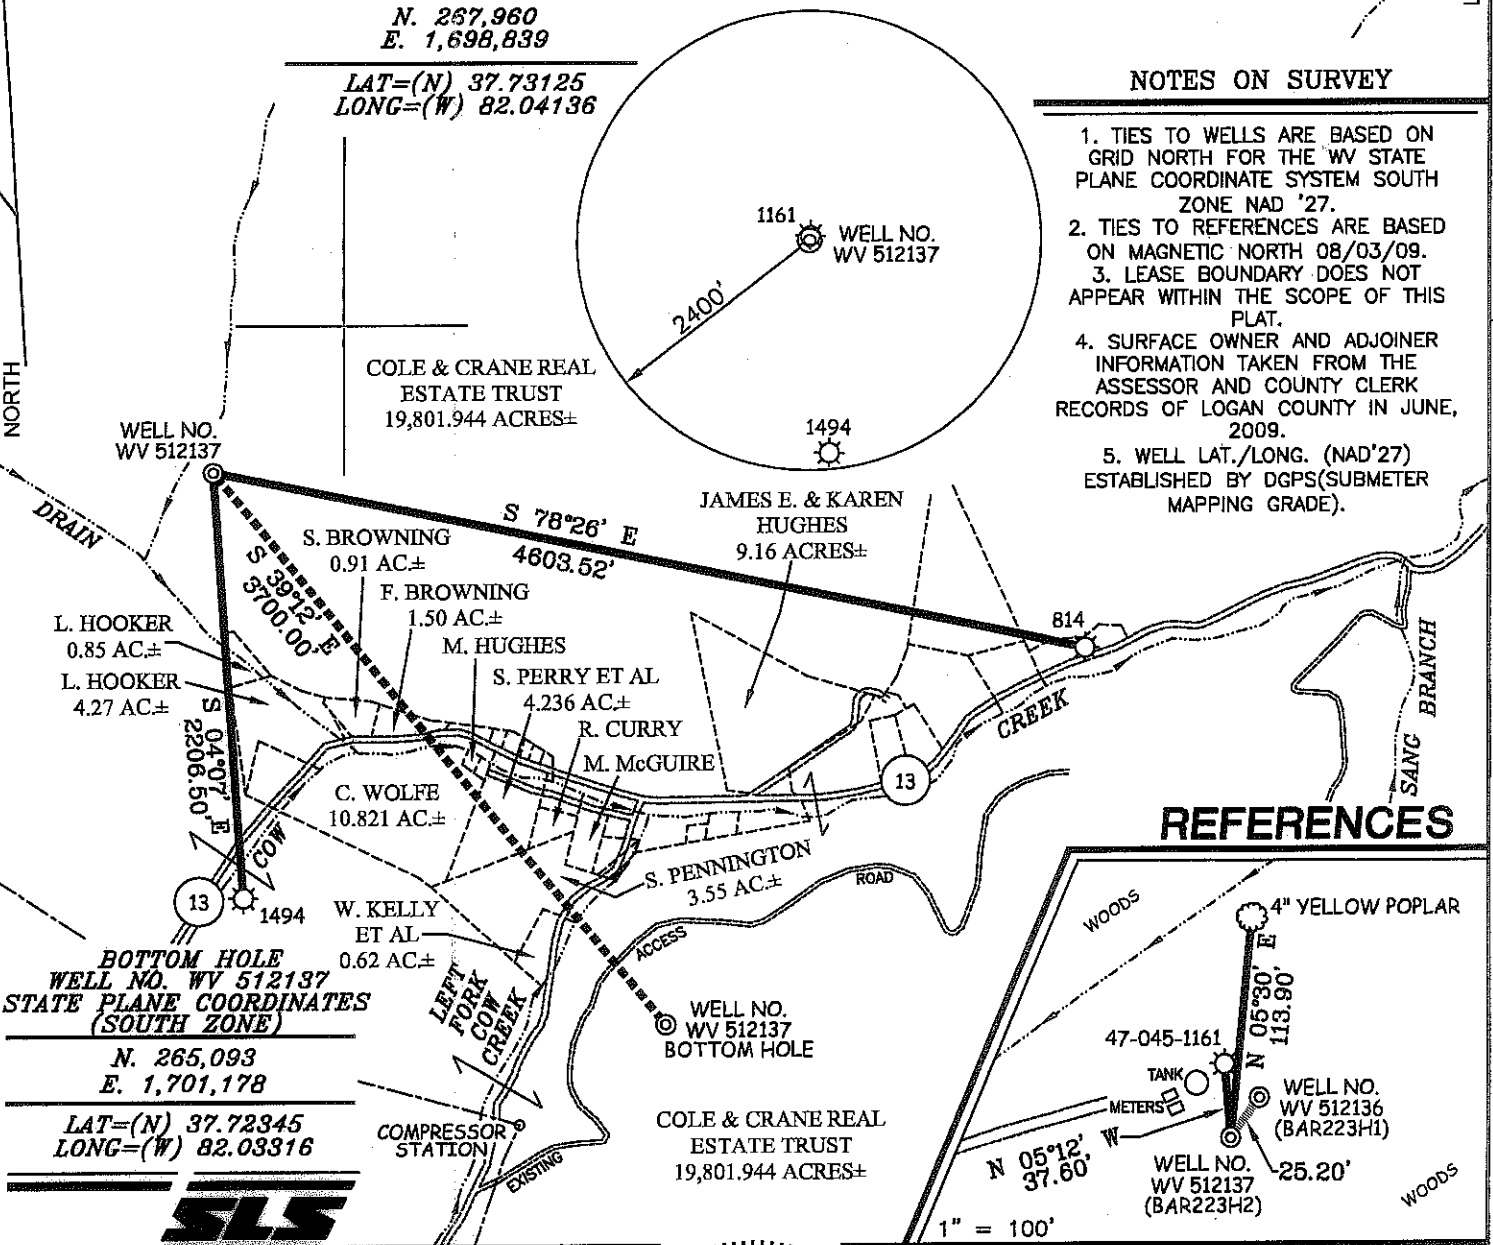 N. 267,960
E. 1,698,839
LAT=(N) 37.73125
LONG=(W) 82.04136
NOTES ON SURVEY
1. TIES TO WELLS ARE BASED ON
GRID NORTH FOR THE WV STATE
PLANE COORDINATE SYSTEM SOUTH
ZONE NAD '27.
2. TIES TO REFERENCES ARE BASED
ON MAGNETIC NORTH 08/03/09.
3. LEASE BOUNDARY DOES NOT
APPEAR WITHIN THE SCOPE OF THIS
PLAT.
4. SURFACE OWNER AND ADJOINER
INFORMATION TAKEN FROM THE
ASSESSOR AND COUNTY CLERK
RECORDS OF LOGAN COUNTY IN JUNE,
2009.
5. WELL LAT./LONG. (NAD'27)
ESTABLISHED BY DGPS(SUBMETER
MAPPING GRADE).
1161
WELL NO.
WV 512137
2400'
1494
NORTH
COLE & CRANE REAL
ESTATE TRUST
19,801.944 ACRES±
WELL NO.
WV 512137
DRAIN
S 78°26' E
4603.52'
JAMES E. & KAREN
HUGHES
9.16 ACRES±
S 39°12' E
3700.00'
S. BROWNING
0.91 AC.±
F. BROWNING
1.50 AC.±
L. HOOKER
0.85 AC.±
M. HUGHES
L. HOOKER
4.27 AC.±
S. PERRY ET AL
4.236 AC.±
R. CURRY
M. McGUIRE
814
CREEK
SANG BRANCH
S 04°07' E
2206.50'
C. WOLFE
10.821 AC.±
13
COW
S. PENNINGTON
3.55 AC.±
13
1494
W. KELLY
ET AL
0.62 AC.±
ACCESS
ROAD
LEFT
FORK
COW
CREEK
BOTTOM HOLE
WELL NO. WV 512137
STATE PLANE COORDINATES
(SOUTH ZONE)
N. 265,093
E. 1,701,178
LAT=(N) 37.72345
LONG=(W) 82.03316
SLS
WELL NO.
WV 512137
BOTTOM HOLE
COMPRESSOR
STATION
EXISTING
COLE & CRANE REAL
ESTATE TRUST
19,801.944 ACRES±
REFERENCES
WOODS
4" YELLOW POPLAR
N 05°30' E
113.90'
47-045-1161
TANK
METERS
WELL NO.
WV 512136
(BAR223H1)
N 05°12' W
37.60'
WELL NO.
WV 512137
(BAR223H2)
25.20'
WOODS
1" = 100'